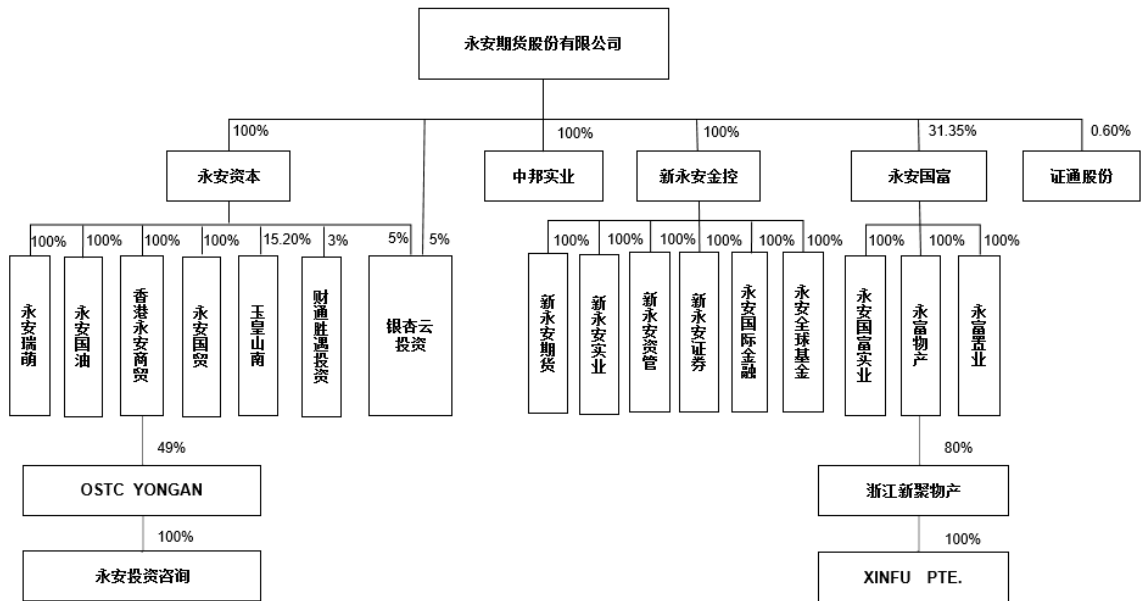 永安期货股份有限公司
100%
100%
100%
31.35%
0.60%
永安资本
中邦实业
新永安金控
永安国富
证通股份
100%
100%
100%
100%
15.20%
3%
5%
5%
100%
100%
100%
100%
100%
100%
100%
100%
100%
永安瑞萌
永安国油
香港永安商贸
永安国贸
玉皇山南
财通胜遇投资
银杏云
投资
新永安期货
新永安实业
新永安资管
新永安证券
永安国际金融
永安全球基金
永安国富实业
永富物产
永富置业
49%
80%
OSTC YONGAN
浙江新聚物产
100%
100%
永安投资咨询
XINFU PTE.